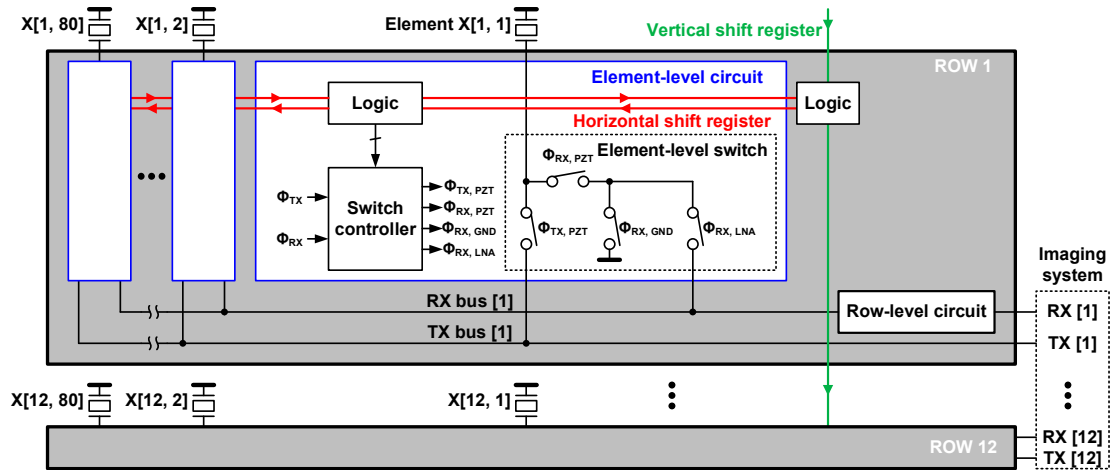 X[1, 80]
X[1, 2]
Element X[1, 1]
Vertical shift register
ROW 1
Element-level circuit
Logic
Logic
Horizontal shift register
Element-level switch
ΦRX, PZT
ΦTX
ΦRX
Switch
controller
ΦTX, PZT
ΦRX, PZT
ΦRX, GND
ΦRX, LNA
ΦTX, PZT
ΦRX, GND
ΦRX, LNA
Imaging
system
RX bus [1]
Row-level circuit
RX [1]
TX bus [1]
TX [1]
X[12, 80]
X[12, 2]
X[12, 1]
RX [12]
ROW 12
TX [12]